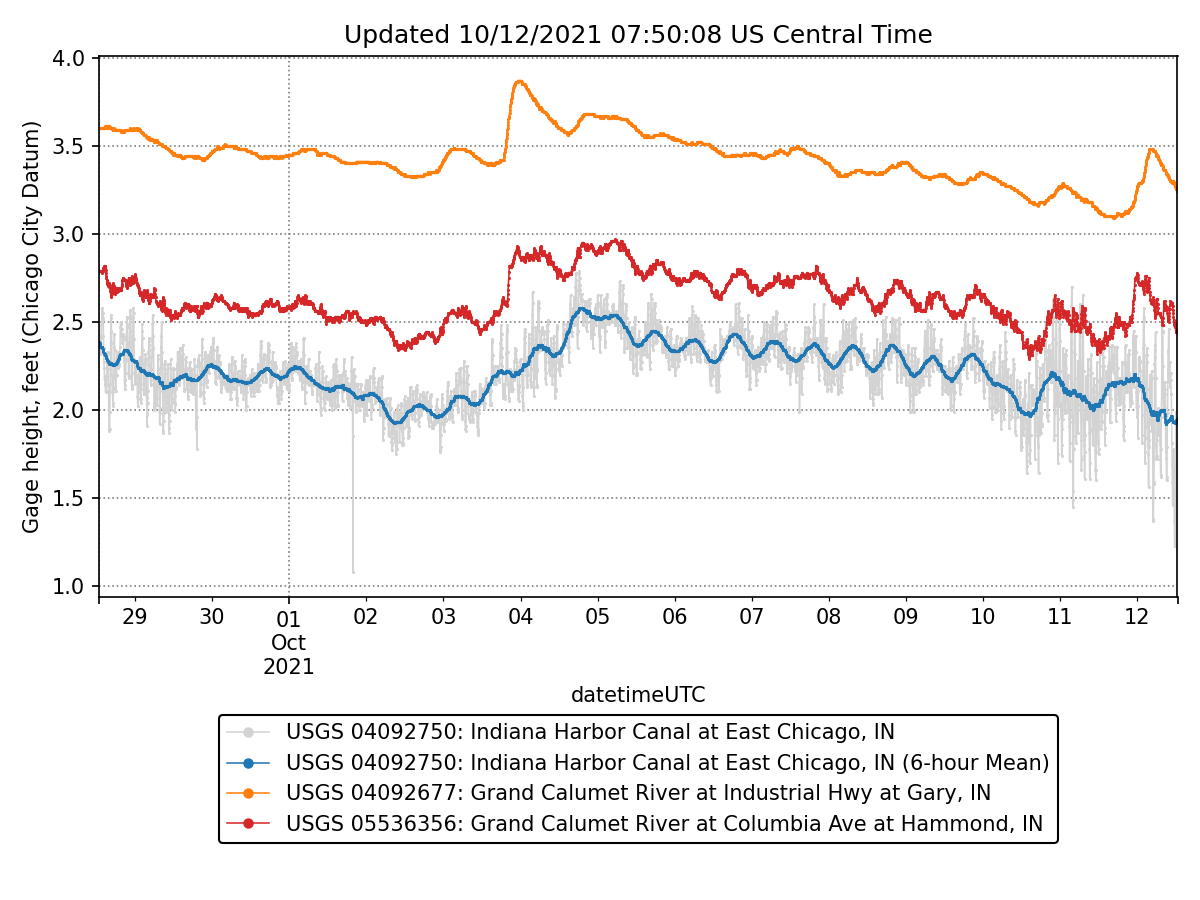 Updated 10/12/2021 07:50:08 US Central Time
Gage height, feet (Chicago City Datum)
4.0
3.5
3.0
2.5
2.0
1.5
1.0
29 30 01 02 03 04 05 06 07 08 09 10 11 12
Oct
2021
datetimeUTC
USGS 04092750: Indiana Harbor Canal at East Chicago, IN
USGS 04092750: Indiana Harbor Canal at East Chicago, IN (6-hour Mean)
USGS 04092677: Grand Calumet River at Industrial Hwy at Gary, IN
USGS 05536356: Grand Calumet River at Columbia Ave at Hammond, IN